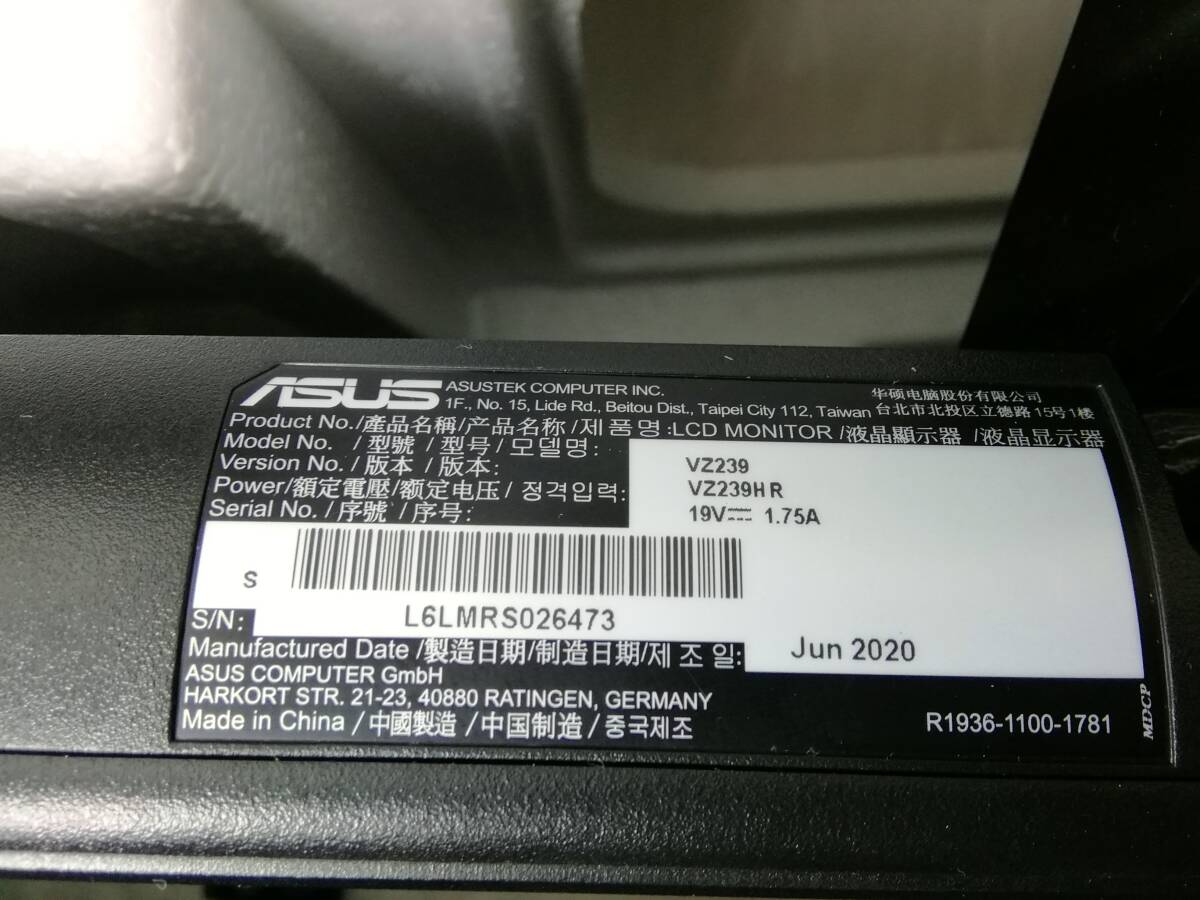 ASUS ASUSTEK COMPUTER INC. 华硕电脑股份有限公司
1F., No. 15, Lide Rd., Beitou Dist., Taipei City 112, Taiwan 台北市北投区立德路15号1楼
Product No./產品名稱/产品名称/제품명:LCD MONITOR /液晶顯示器 /液晶显示器
Model No. / 型號 / 型号 / 모델명: VZ239
Version No. / 版本 / 版本: VZ239HR
Power/額定電壓/额定电压/ 정격입력: 19V⎓ 1.75A
Serial No. /序號 /序号:
S
S/N: L6LMRS026473
Manufactured Date /製造日期/制造日期/제조일: Jun 2020
ASUS COMPUTER GmbH
HARKORT STR. 21-23, 40880 RATINGEN, GERMANY
Made in China / 中國製造 / 中国制造 / 중국제조 R1936-1100-1781
MDCP